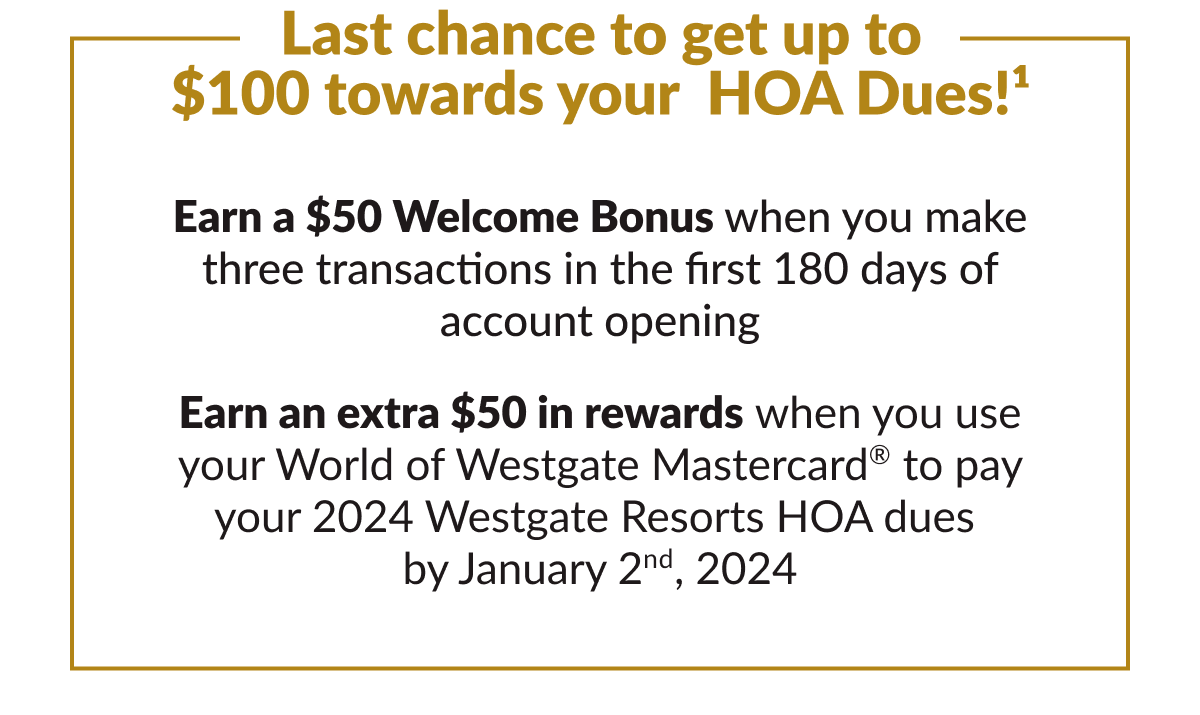 Last chance to get up to
$100 towards your  HOA Dues!¹
Earn a $50 Welcome Bonus when you make
three transactions in the first 180 days of
account opening
Earn an extra $50 in rewards when you use
your World of Westgate Mastercard® to pay
your 2024 Westgate Resorts HOA dues
by January 2nd, 2024